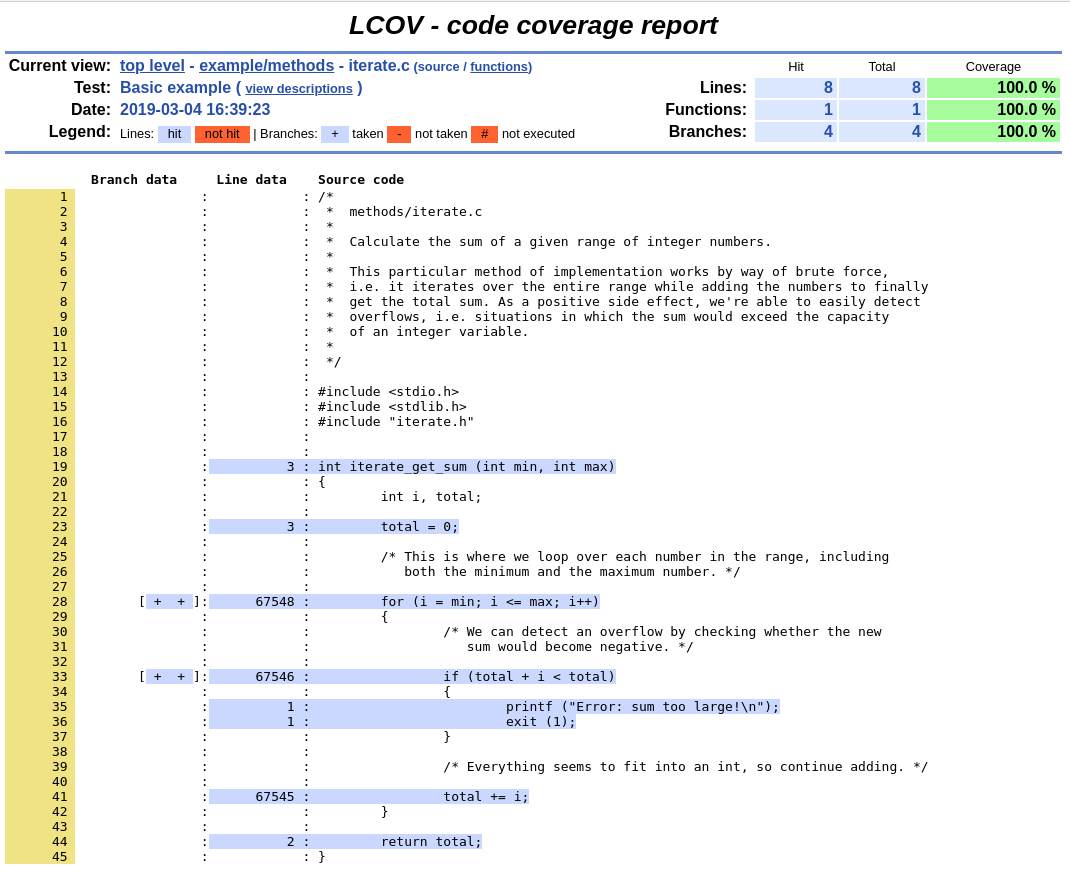 LCOV - code coverage report
Current view: top level - example/methods - iterate.c (source / functions) Hit Total Coverage
Test: Basic example ( view descriptions ) Lines: 8 8 100.0 %
Date: 2019-03-04 16:39:23 Functions: 1 1 100.0 %
Legend: Lines: hit not hit | Branches: + taken - not taken # not executed Branches: 4 4 100.0 %
Branch data     Line data    Source code
1 : : /*
2 : :  *  methods/iterate.c
3 : :  *
4 : :  *  Calculate the sum of a given range of integer numbers.
5 : :  *
6 : :  *  This particular method of implementation works by way of brute force,
7 : :  *  i.e. it iterates over the entire range while adding the numbers to finally
8 : :  *  get the total sum. As a positive side effect, we're able to easily detect
9 : :  *  overflows, i.e. situations in which the sum would exceed the capacity
10 : :  *  of an integer variable.
11 : :  *
12 : :  */
13 : :
14 : : #include <stdio.h>
15 : : #include <stdlib.h>
16 : : #include "iterate.h"
17 : :
18 : :
19 : 3 : int iterate_get_sum (int min, int max)
20 : : {
21 : :         int i, total;
22 : :
23 : 3 :         total = 0;
24 : :
25 : :         /* This is where we loop over each number in the range, including
26 : :            both the minimum and the maximum number. */
27 : :
28 [ + + ]: 67548 :         for (i = min; i <= max; i++)
29 : :         {
30 : :                 /* We can detect an overflow by checking whether the new
31 : :                    sum would become negative. */
32 : :
33 [ + + ]: 67546 :                 if (total + i < total)
34 : :                 {
35 : 1 :                         printf ("Error: sum too large!\n");
36 : 1 :                         exit (1);
37 : :                 }
38 : :
39 : :                 /* Everything seems to fit into an int, so continue adding. */
40 : :
41 : 67545 :                 total += i;
42 : :         }
43 : :
44 : 2 :         return total;
45 : : }